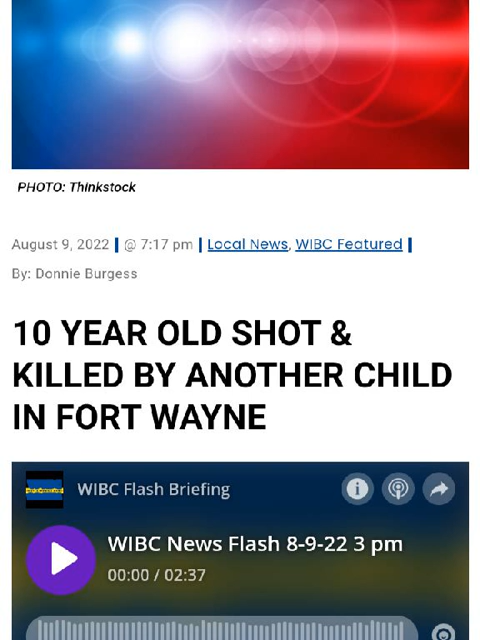 PHOTO: Thinkstock
August 9, 2022 | @ 7:17 pm | Local News, WIBC Featured |
By: Donnie Burgess
10 YEAR OLD SHOT &
KILLED BY ANOTHER CHILD
IN FORT WAYNE
WIBC Flash Briefing
WIBC News Flash 8-9-22 3 pm
00:00 / 02:37